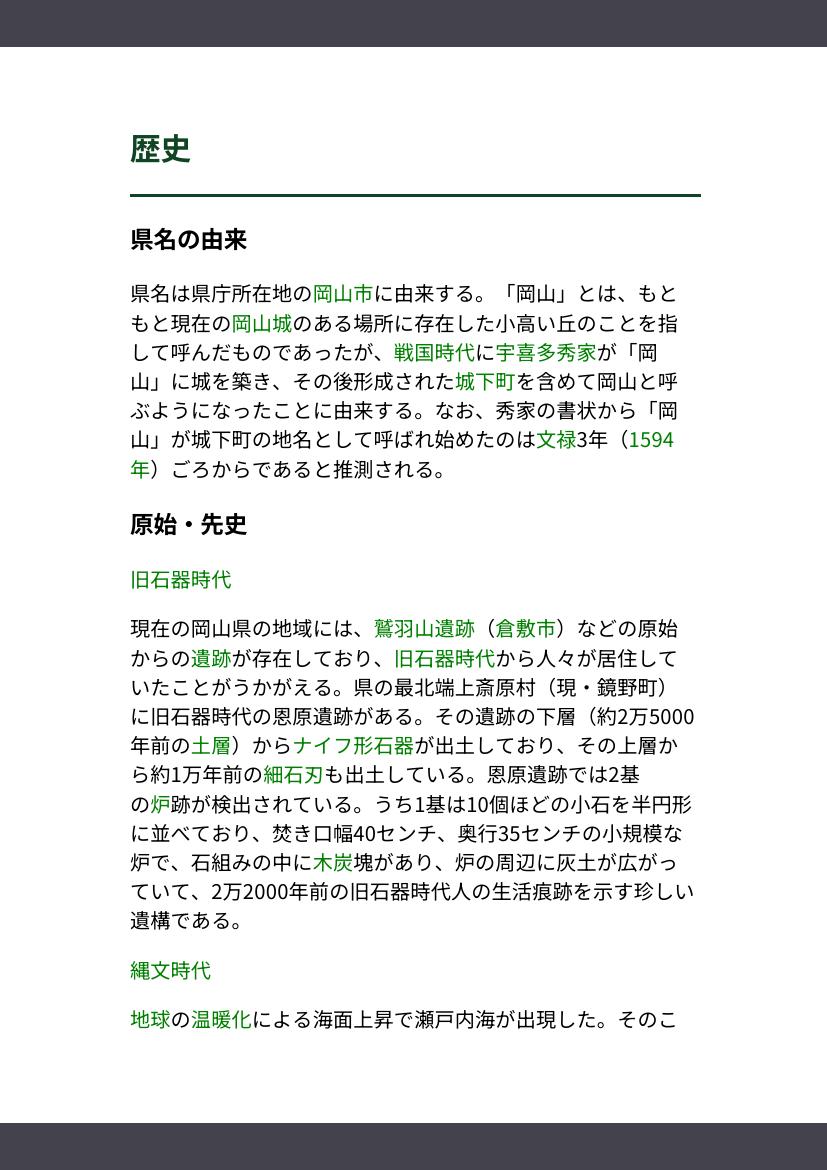 歴史
県名の由来
県名は県庁所在地の岡山市に由来する。「岡山」とは、もと
もと現在の岡山城のある場所に存在した小高い丘のことを指
して呼んだものであったが、戦国時代に宇喜多秀家が「岡
山」に城を築き、その後形成された城下町を含めて岡山と呼
ぶようになったことに由来する。なお、秀家の書状から「岡
山」が城下町の地名として呼ばれ始めたのは文禄3年（1594
年）ごろからであると推測される。
原始・先史
旧石器時代
現在の岡山県の地域には、鷲羽山遺跡（倉敷市）などの原始
からの遺跡が存在しており、旧石器時代から人々が居住して
いたことがうかがえる。県の最北端上斎原村（現・鏡野町）
に旧石器時代の恩原遺跡がある。その遺跡の下層（約2万5000
年前の土層）からナイフ形石器が出土しており、その上層か
ら約1万年前の細石刃も出土している。恩原遺跡では2基
の炉跡が検出されている。うち1基は10個ほどの小石を半円形
に並べており、焚き口幅40センチ、奥行35センチの小規模な
炉で、石組みの中に木炭塊があり、炉の周辺に灰土が広がっ
ていて、2万2000年前の旧石器時代人の生活痕跡を示す珍しい
遺構である。
縄文時代
地球の温暖化による海面上昇で瀬戸内海が出現した。そのこ